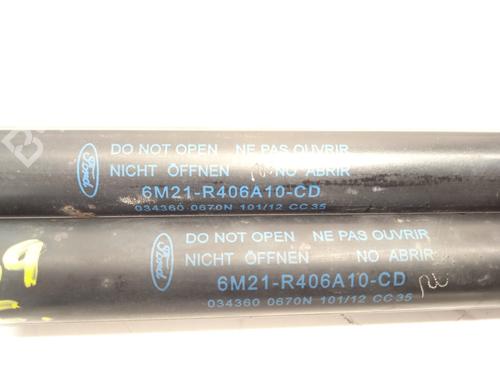 Ford
DO NOT OPEN NE PAS OUVRIR
NICHT ÖFFNEN NO ABRIR
6M21-R406A10-CD
034360 0670N 101/12 CC35
Ford
DO NOT OPEN NE PAS OUVRIR
NICHT ÖFFNEN NO ABRIR
6M21-R406A10-CD
034360 0670N 101/12 CC35